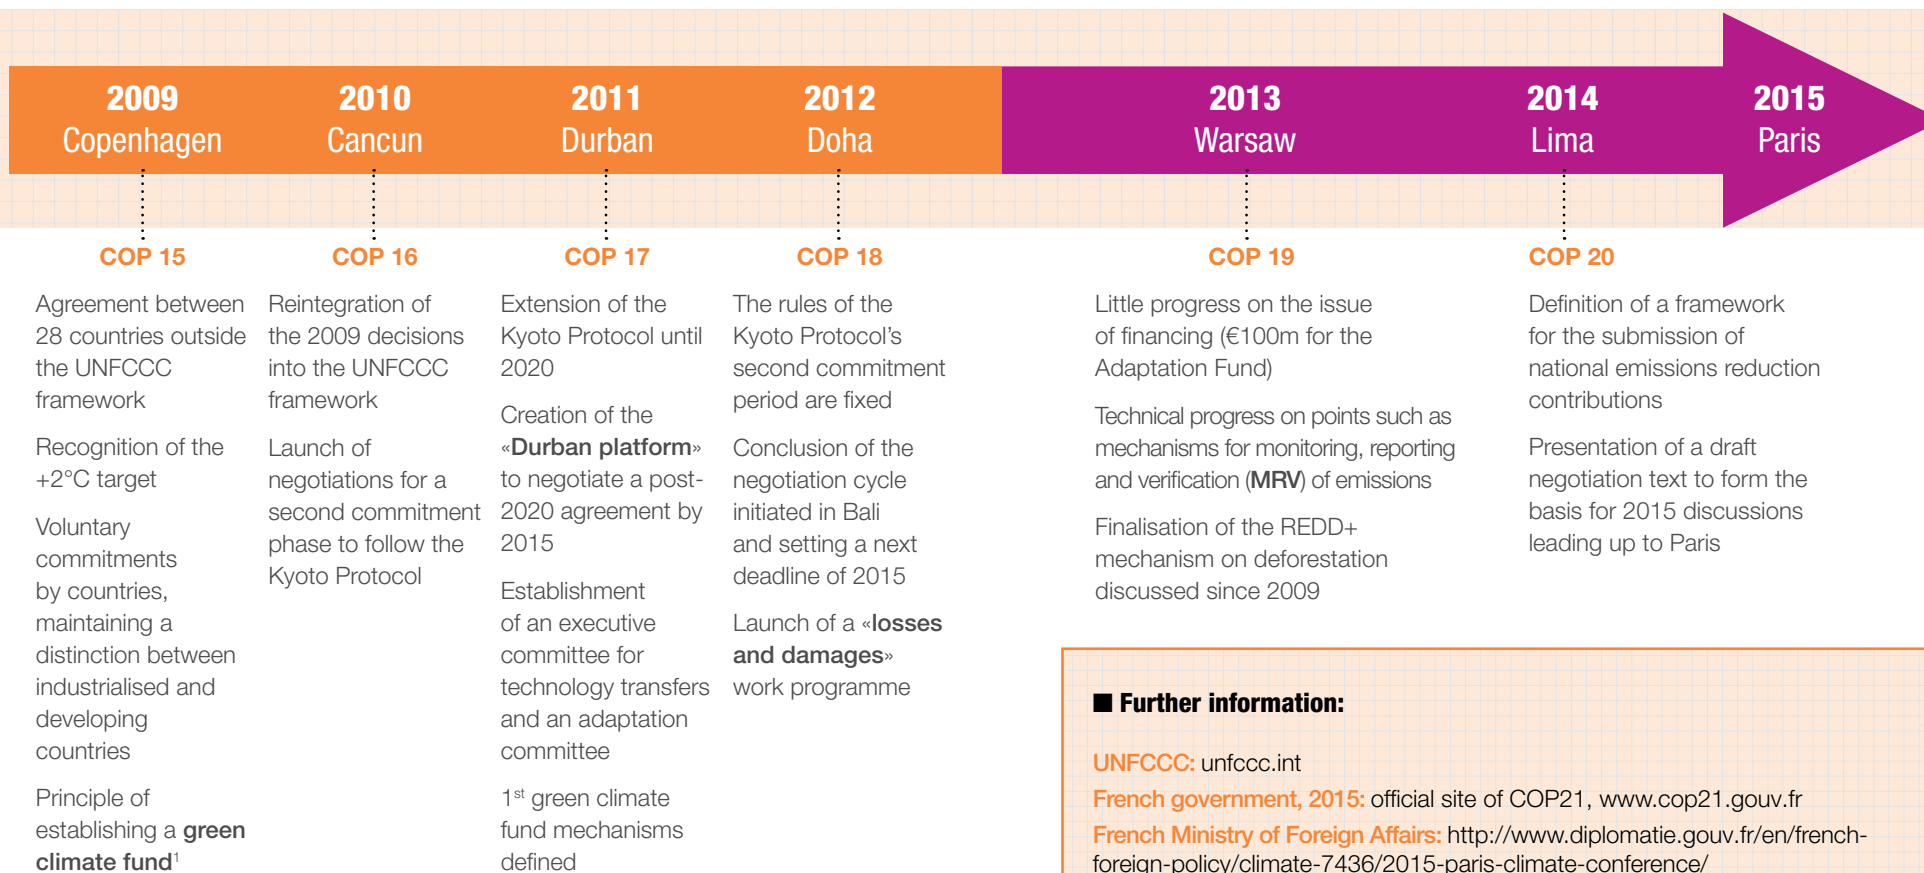 2009
Copenhagen
2010
Cancun
2011
Durban
2012
Doha
2013
Warsaw
2014
Lima
2015
Paris
COP 15
Agreement between
28 countries outside
the UNFCCC
framework
Recognition of the
+2°C target
Voluntary
commitments
by countries,
maintaining a
distinction between
industrialised and
developing
countries
Principle of
establishing a green
climate fund¹
COP 16
Reintegration of
the 2009 decisions
into the UNFCCC
framework
Launch of
negotiations for a
second commitment
phase to follow the
Kyoto Protocol
COP 17
Extension of the
Kyoto Protocol until
2020
Creation of the
«Durban platform»
to negotiate a post-
2020 agreement by
2015
Establishment
of an executive
committee for
technology transfers
and an adaptation
committee
1st green climate
fund mechanisms
defined
COP 18
The rules of the
Kyoto Protocol’s
second commitment
period are fixed
Conclusion of the
negotiation cycle
initiated in Bali
and setting a next
deadline of 2015
Launch of a «losses
and damages»
work programme
COP 19
Little progress on the issue
of financing (€100m for the
Adaptation Fund)
Technical progress on points such as
mechanisms for monitoring, reporting
and verification (MRV) of emissions
Finalisation of the REDD+
mechanism on deforestation
discussed since 2009
COP 20
Definition of a framework
for the submission of
national emissions reduction
contributions
Presentation of a draft
negotiation text to form the
basis for 2015 discussions
leading up to Paris
■ Further information:
UNFCCC: unfccc.int
French government, 2015: official site of COP21, www.cop21.gouv.fr
French Ministry of Foreign Affairs: http://www.diplomatie.gouv.fr/en/french-
foreign-policy/climate-7436/2015-paris-climate-conference/